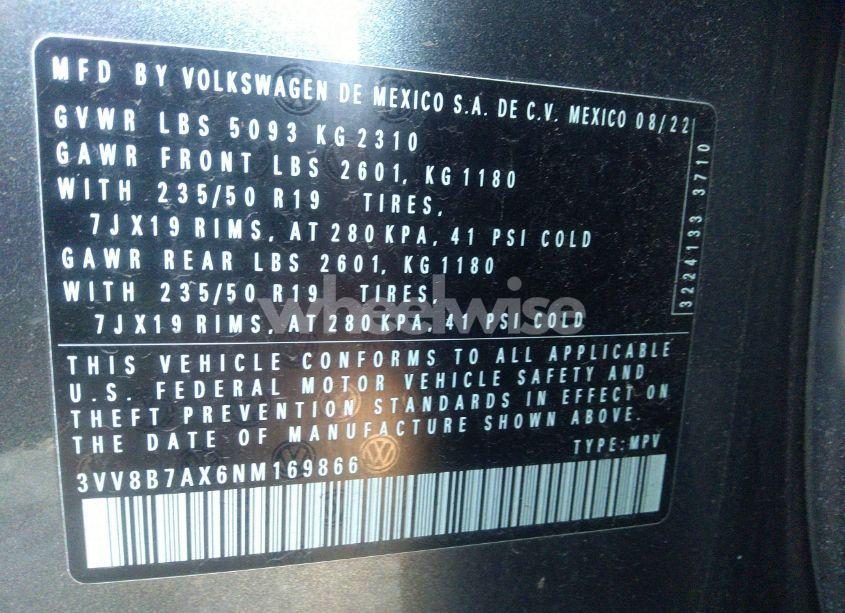 MFD BY VOLKSWAGEN DE MEXICO S.A. DE C.V. MEXICO 08/22
GVWR LBS 5093 KG 2310
GAWR FRONT LBS 2601, KG 1180
WITH 235/50 R19 TIRES,
7J X19 RIMS, AT 280 KPA, 41 PSI COLD
GAWR REAR LBS 2601, KG 1180
WITH 235/50 R19 TIRES,
7J X19 RIMS, AT 280 KPA, 41 PSI COLD
THIS VEHICLE CONFORMS TO ALL APPLICABLE
U.S. FEDERAL MOTOR VEHICLE SAFETY AND
THEFT PREVENTION STANDARDS IN EFFECT ON
THE DATE OF MANUFACTURE SHOWN ABOVE.
TYPE: MPV
3VV8B7AX6NM169866
3224133 3710
wheelwise